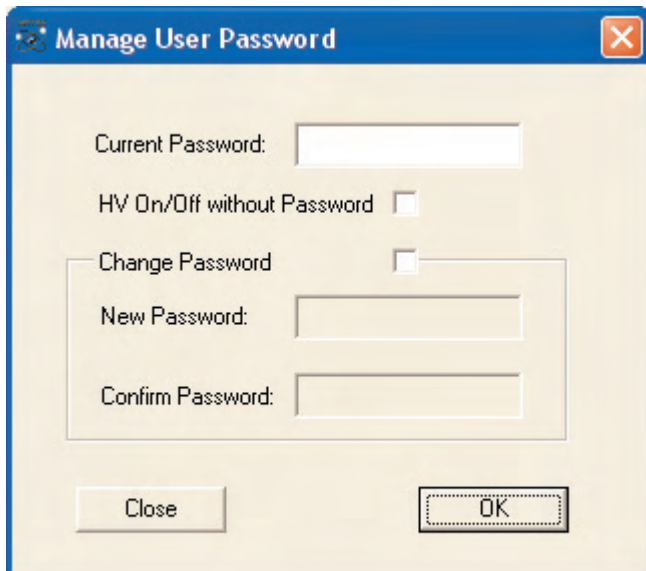 Manage User Password
Current Password:
HV On/Off without Password
Change Password
New Password:
Confirm Password:
Close
OK